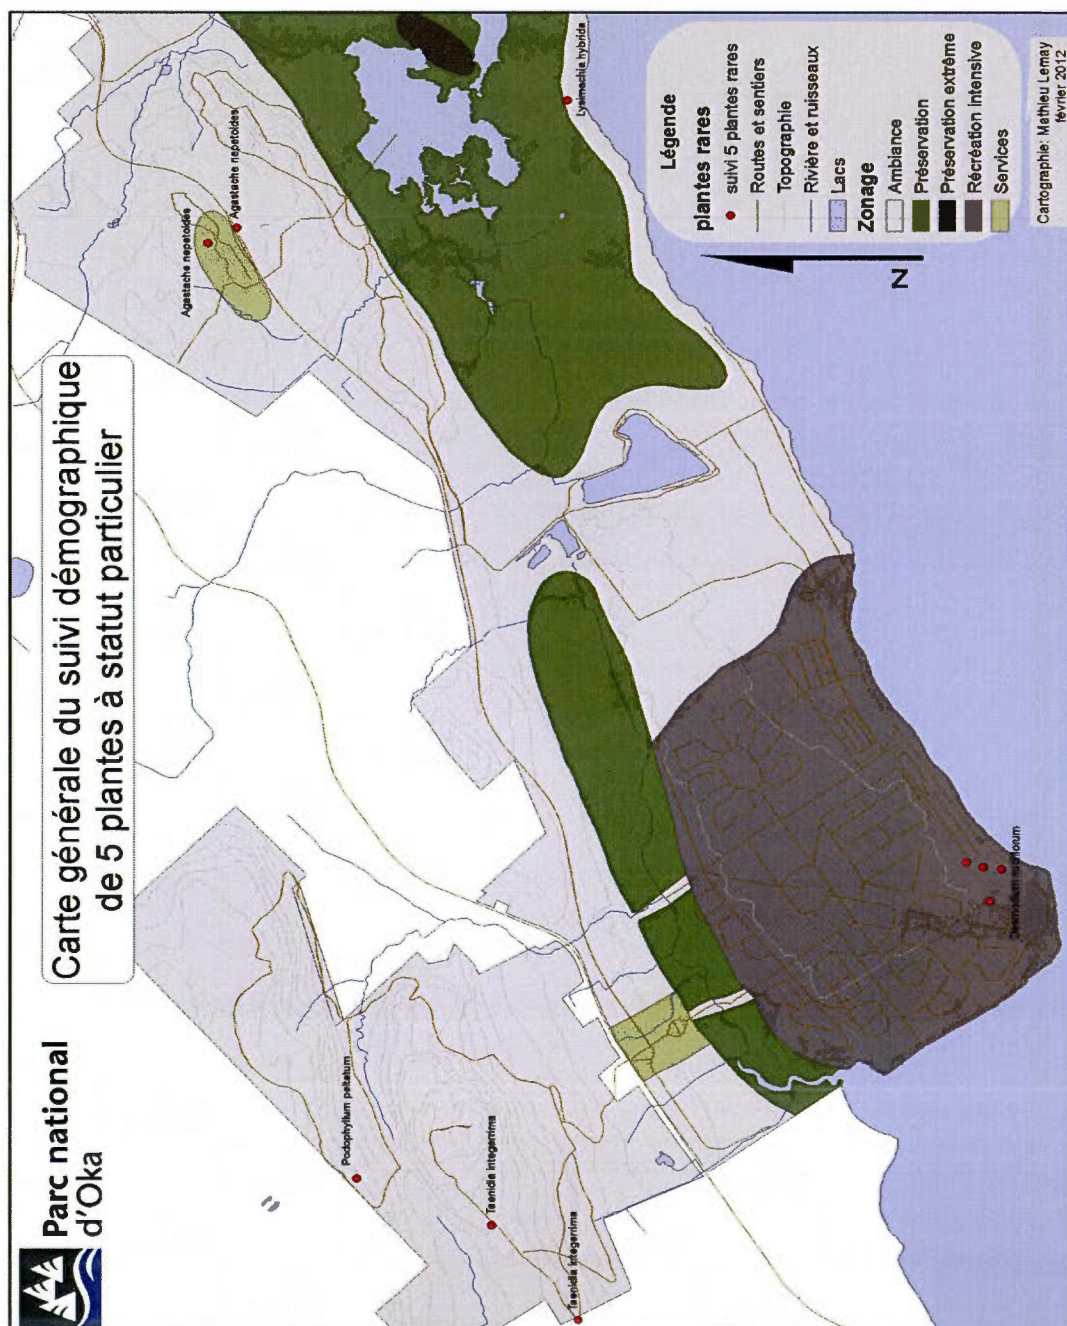 Parc national
d'Oka
Carte générale du suivi démographique
de 5 plantes à statut particulier
Agastache nepetoides
Agastache nepetoides
Lysimachia hybrida
Podophyllum peltatum
Taenidia integerrima
Taenidia integerrima
Légende
plantes rares
suivi 5 plantes rares
Routes et sentiers
Topographie
Rivière et ruisseaux
Lacs
Zonage
Ambiance
Préservation
Préservation extrême
Récréation intensive
Services
N
Cartographie: Mathieu Lemay
février 2012